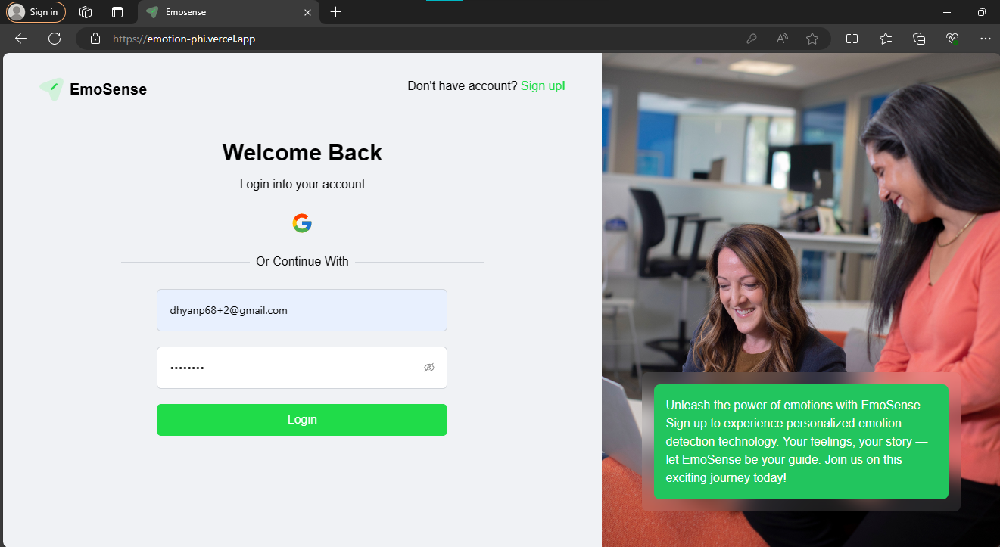 Sign in
Emosense
https://emotion-phi.vercel.app
EmoSense
Don't have account? Sign up!
Welcome Back
Login into your account
Or Continue With
dhyanp68+2@gmail.com
••••••••
Login
Unleash the power of emotions with EmoSense.
Sign up to experience personalized emotion
detection technology. Your feelings, your story —
let EmoSense be your guide. Join us on this
exciting journey today!